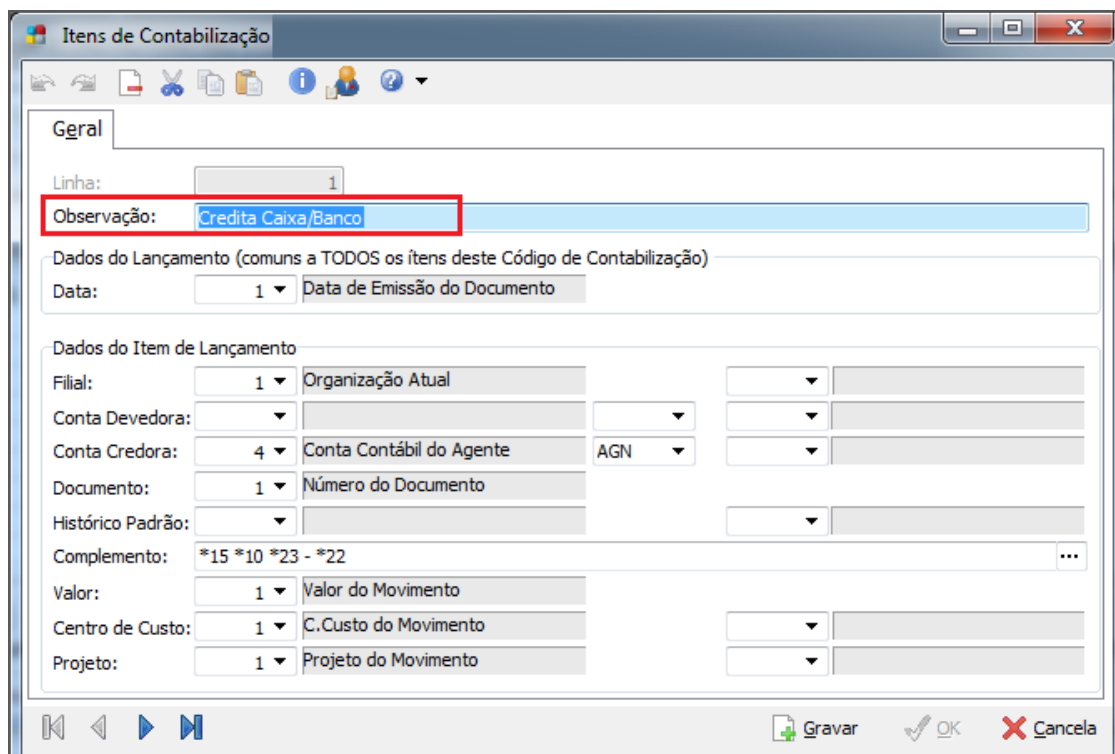 Itens de Contabilização
Geral
Linha: 1
Observação: Credita Caixa/Banco
Dados do Lançamento (comuns a TODOS os ítens deste Código de Contabilização)
Data: 1 Data de Emissão do Documento
Dados do Item de Lançamento
Filial: 1 Organização Atual
Conta Devedora:
Conta Credora: 4 Conta Contábil do Agente AGN
Documento: 1 Número do Documento
Histórico Padrão:
Complemento: *15 *10 *23 - *22 ...
Valor: 1 Valor do Movimento
Centro de Custo: 1 C.Custo do Movimento
Projeto: 1 Projeto do Movimento
Gravar OK Cancela